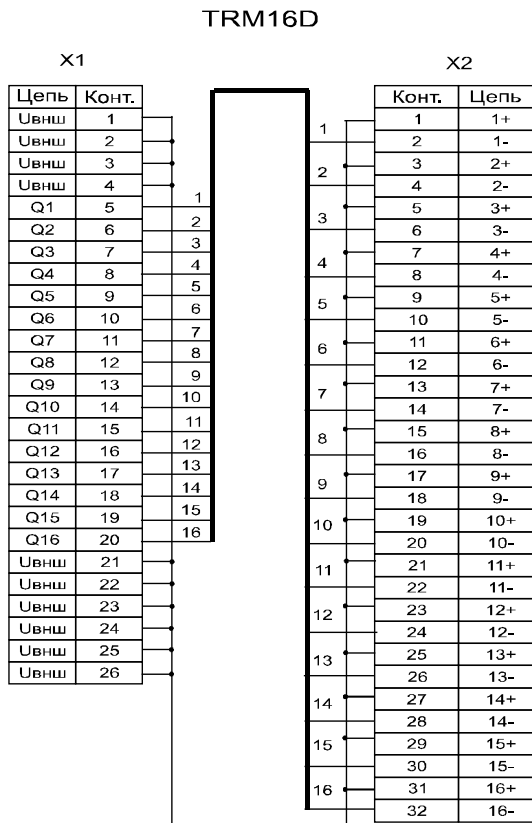 TRM16D
X1
Цепь Конт.
Uвнш 1
Uвнш 2
Uвнш 3
Uвнш 4
Q1 5 1
Q2 6 2
Q3 7 3
Q4 8 4
Q5 9 5
Q6 10 6
Q7 11 7
Q8 12 8
Q9 13 9
Q10 14 10
Q11 15 11
Q12 16 12
Q13 17 13
Q14 18 14
Q15 19 15
Q16 20 16
Uвнш 21
Uвнш 22
Uвнш 23
Uвнш 24
Uвнш 25
Uвнш 26
X2
Конт. Цепь
1 1+
1 2 1-
3 2+
2 4 2-
5 3+
3 6 3-
7 4+
4 8 4-
9 5+
5 10 5-
11 6+
6 12 6-
13 7+
7 14 7-
15 8+
8 16 8-
17 9+
9 18 9-
19 10+
10 20 10-
21 11+
11 22 11-
23 12+
12 24 12-
25 13+
13 26 13-
27 14+
14 28 14-
29 15+
15 30 15-
31 16+
16 32 16-